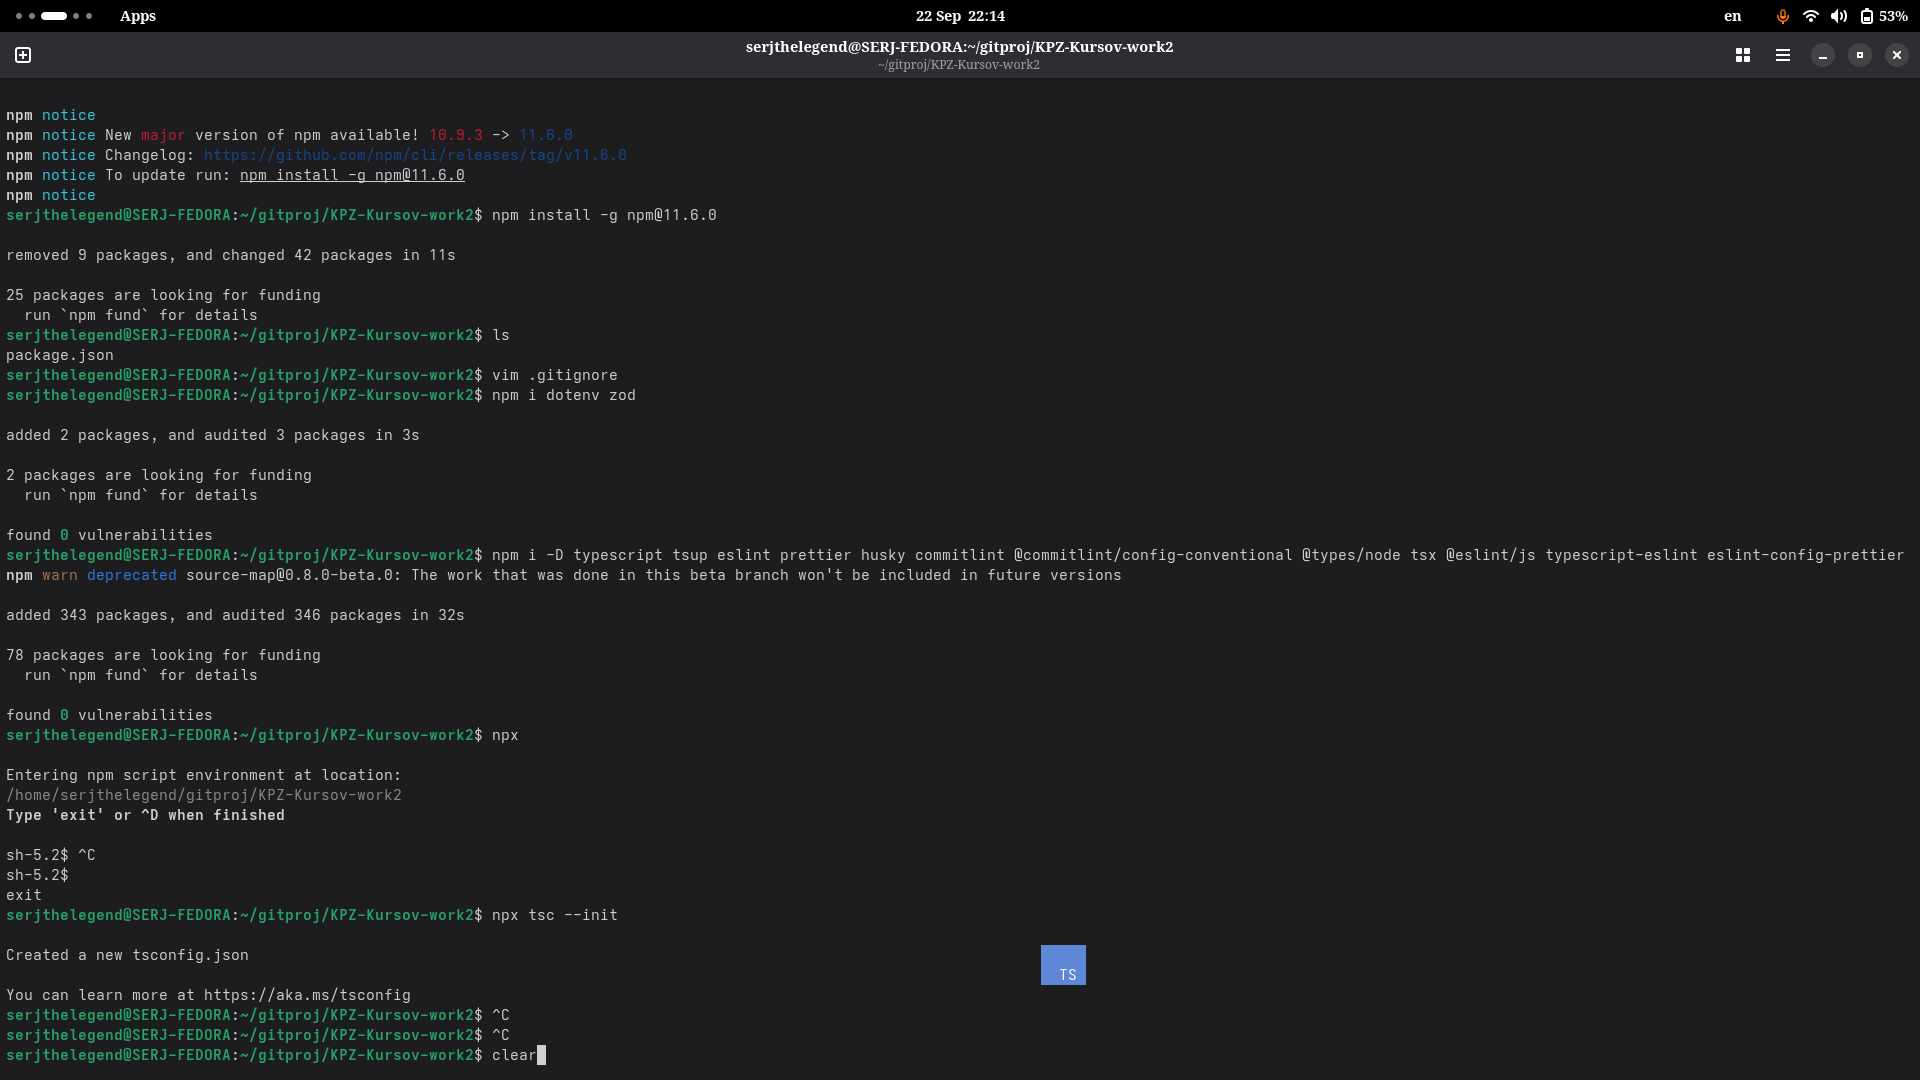 Apps
22 Sep 22:14
en
53%
serjthelegend@SERJ-FEDORA:~/gitproj/KPZ-Kursov-work2
~/gitproj/KPZ-Kursov-work2
npm notice
npm notice New major version of npm available! 10.9.3 -> 11.6.0
npm notice Changelog: https://github.com/npm/cli/releases/tag/v11.6.0
npm notice To update run: npm install -g npm@11.6.0
npm notice
serjthelegend@SERJ-FEDORA:~/gitproj/KPZ-Kursov-work2$ npm install -g npm@11.6.0
removed 9 packages, and changed 42 packages in 11s
25 packages are looking for funding
  run `npm fund` for details
serjthelegend@SERJ-FEDORA:~/gitproj/KPZ-Kursov-work2$ ls
package.json
serjthelegend@SERJ-FEDORA:~/gitproj/KPZ-Kursov-work2$ vim .gitignore
serjthelegend@SERJ-FEDORA:~/gitproj/KPZ-Kursov-work2$ npm i dotenv zod
added 2 packages, and audited 3 packages in 3s
2 packages are looking for funding
  run `npm fund` for details
found 0 vulnerabilities
serjthelegend@SERJ-FEDORA:~/gitproj/KPZ-Kursov-work2$ npm i -D typescript tsup eslint prettier husky commitlint @commitlint/config-conventional @types/node tsx @eslint/js typescript-eslint eslint-config-prettier
npm warn deprecated source-map@0.8.0-beta.0: The work that was done in this beta branch won't be included in future versions
added 343 packages, and audited 346 packages in 32s
78 packages are looking for funding
  run `npm fund` for details
found 0 vulnerabilities
serjthelegend@SERJ-FEDORA:~/gitproj/KPZ-Kursov-work2$ npx
Entering npm script environment at location:
/home/serjthelegend/gitproj/KPZ-Kursov-work2
Type 'exit' or ^D when finished
sh-5.2$ ^C
sh-5.2$
exit
serjthelegend@SERJ-FEDORA:~/gitproj/KPZ-Kursov-work2$ npx tsc --init
Created a new tsconfig.json
TS
You can learn more at https://aka.ms/tsconfig
serjthelegend@SERJ-FEDORA:~/gitproj/KPZ-Kursov-work2$ ^C
serjthelegend@SERJ-FEDORA:~/gitproj/KPZ-Kursov-work2$ ^C
serjthelegend@SERJ-FEDORA:~/gitproj/KPZ-Kursov-work2$ clear